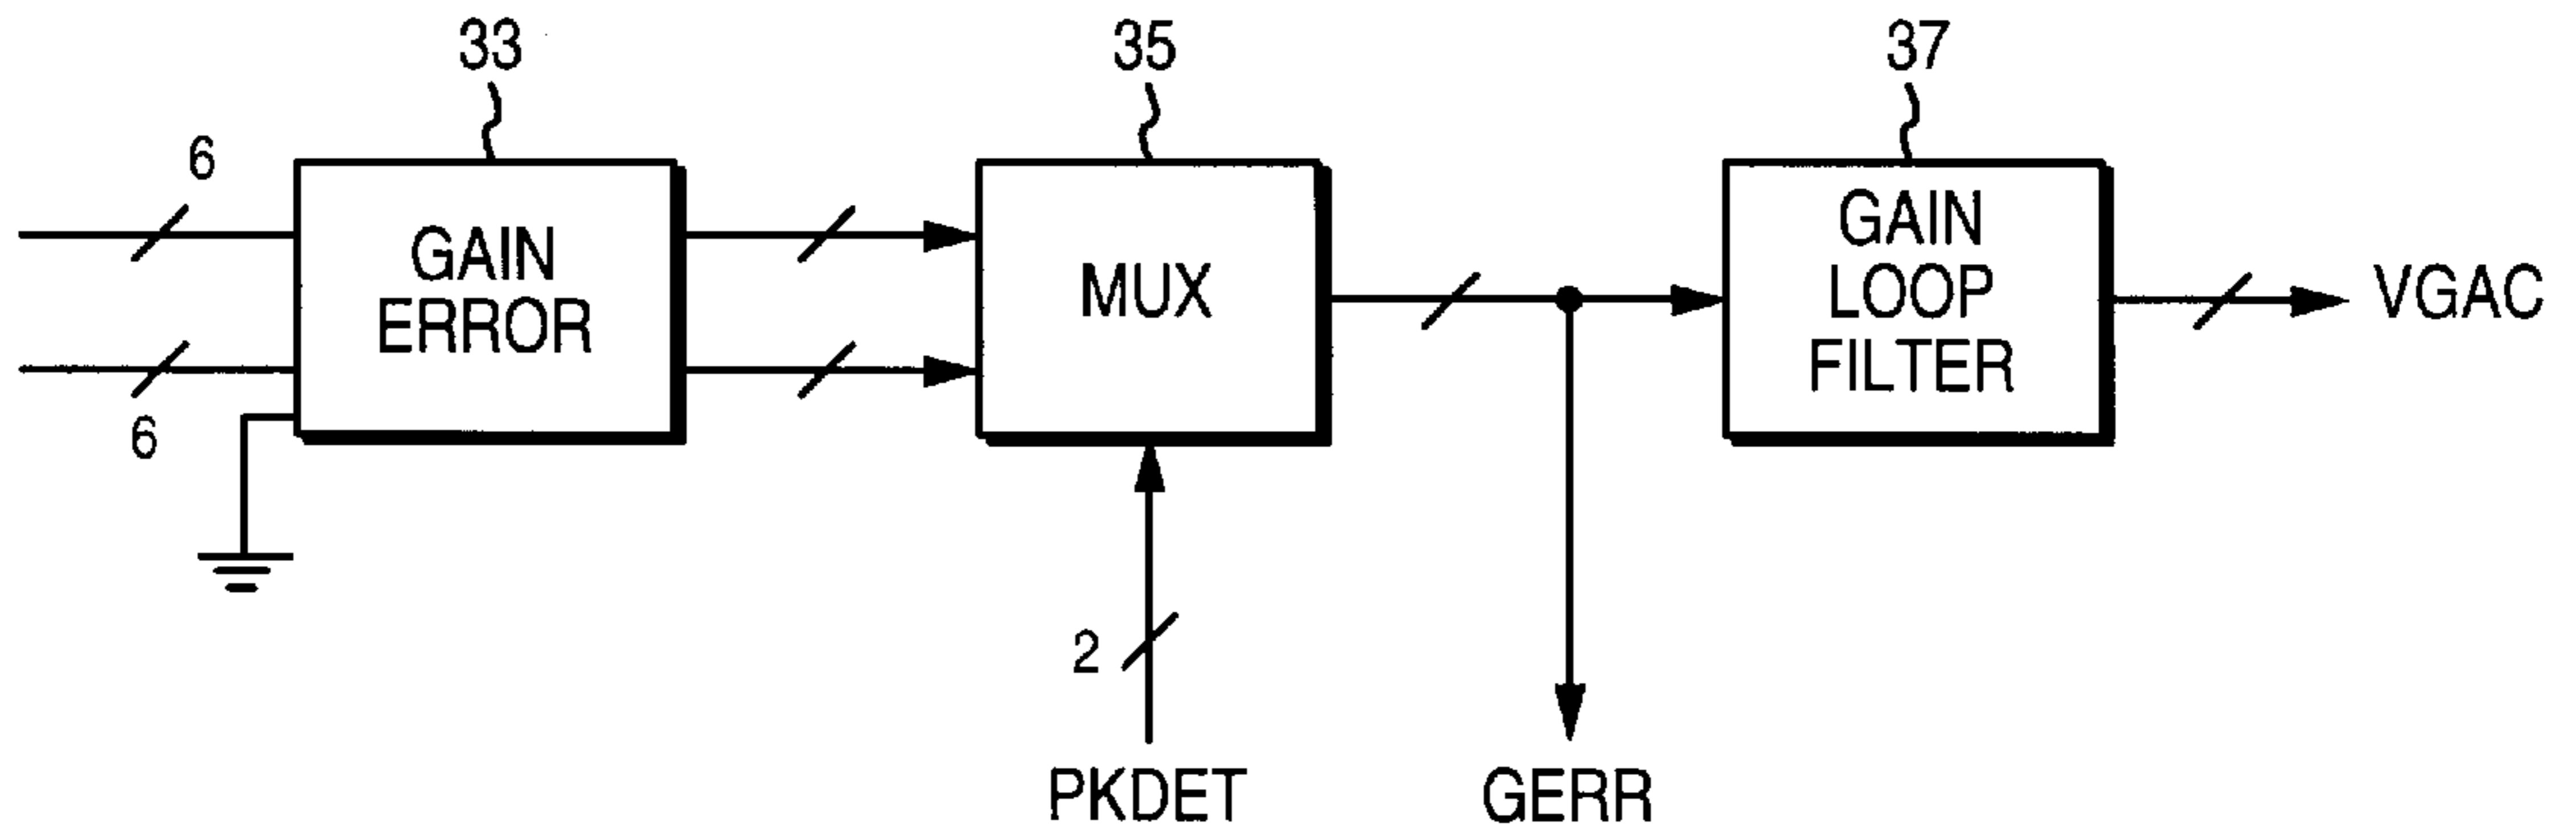 33
35
37
6
6
GAIN
ERROR
MUX
GAIN
LOOP
FILTER
VGAC
2
PKDET
GERR